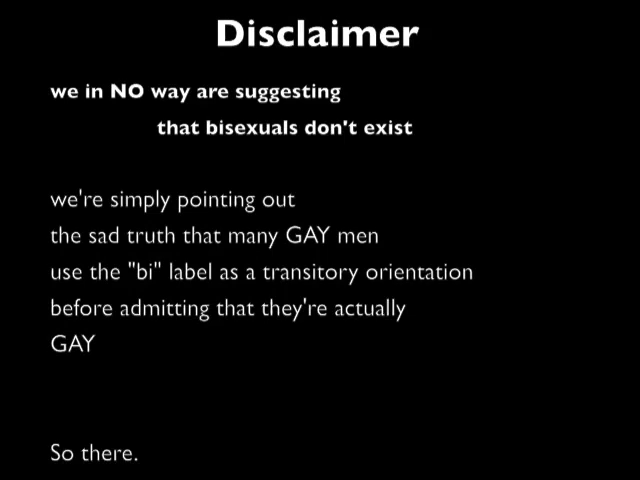 Disclaimer
we in NO way are suggesting
that bisexuals don't exist
we're simply pointing out
the sad truth that many GAY men
use the "bi" label as a transitory orientation
before admitting that they're actually
GAY
So there.